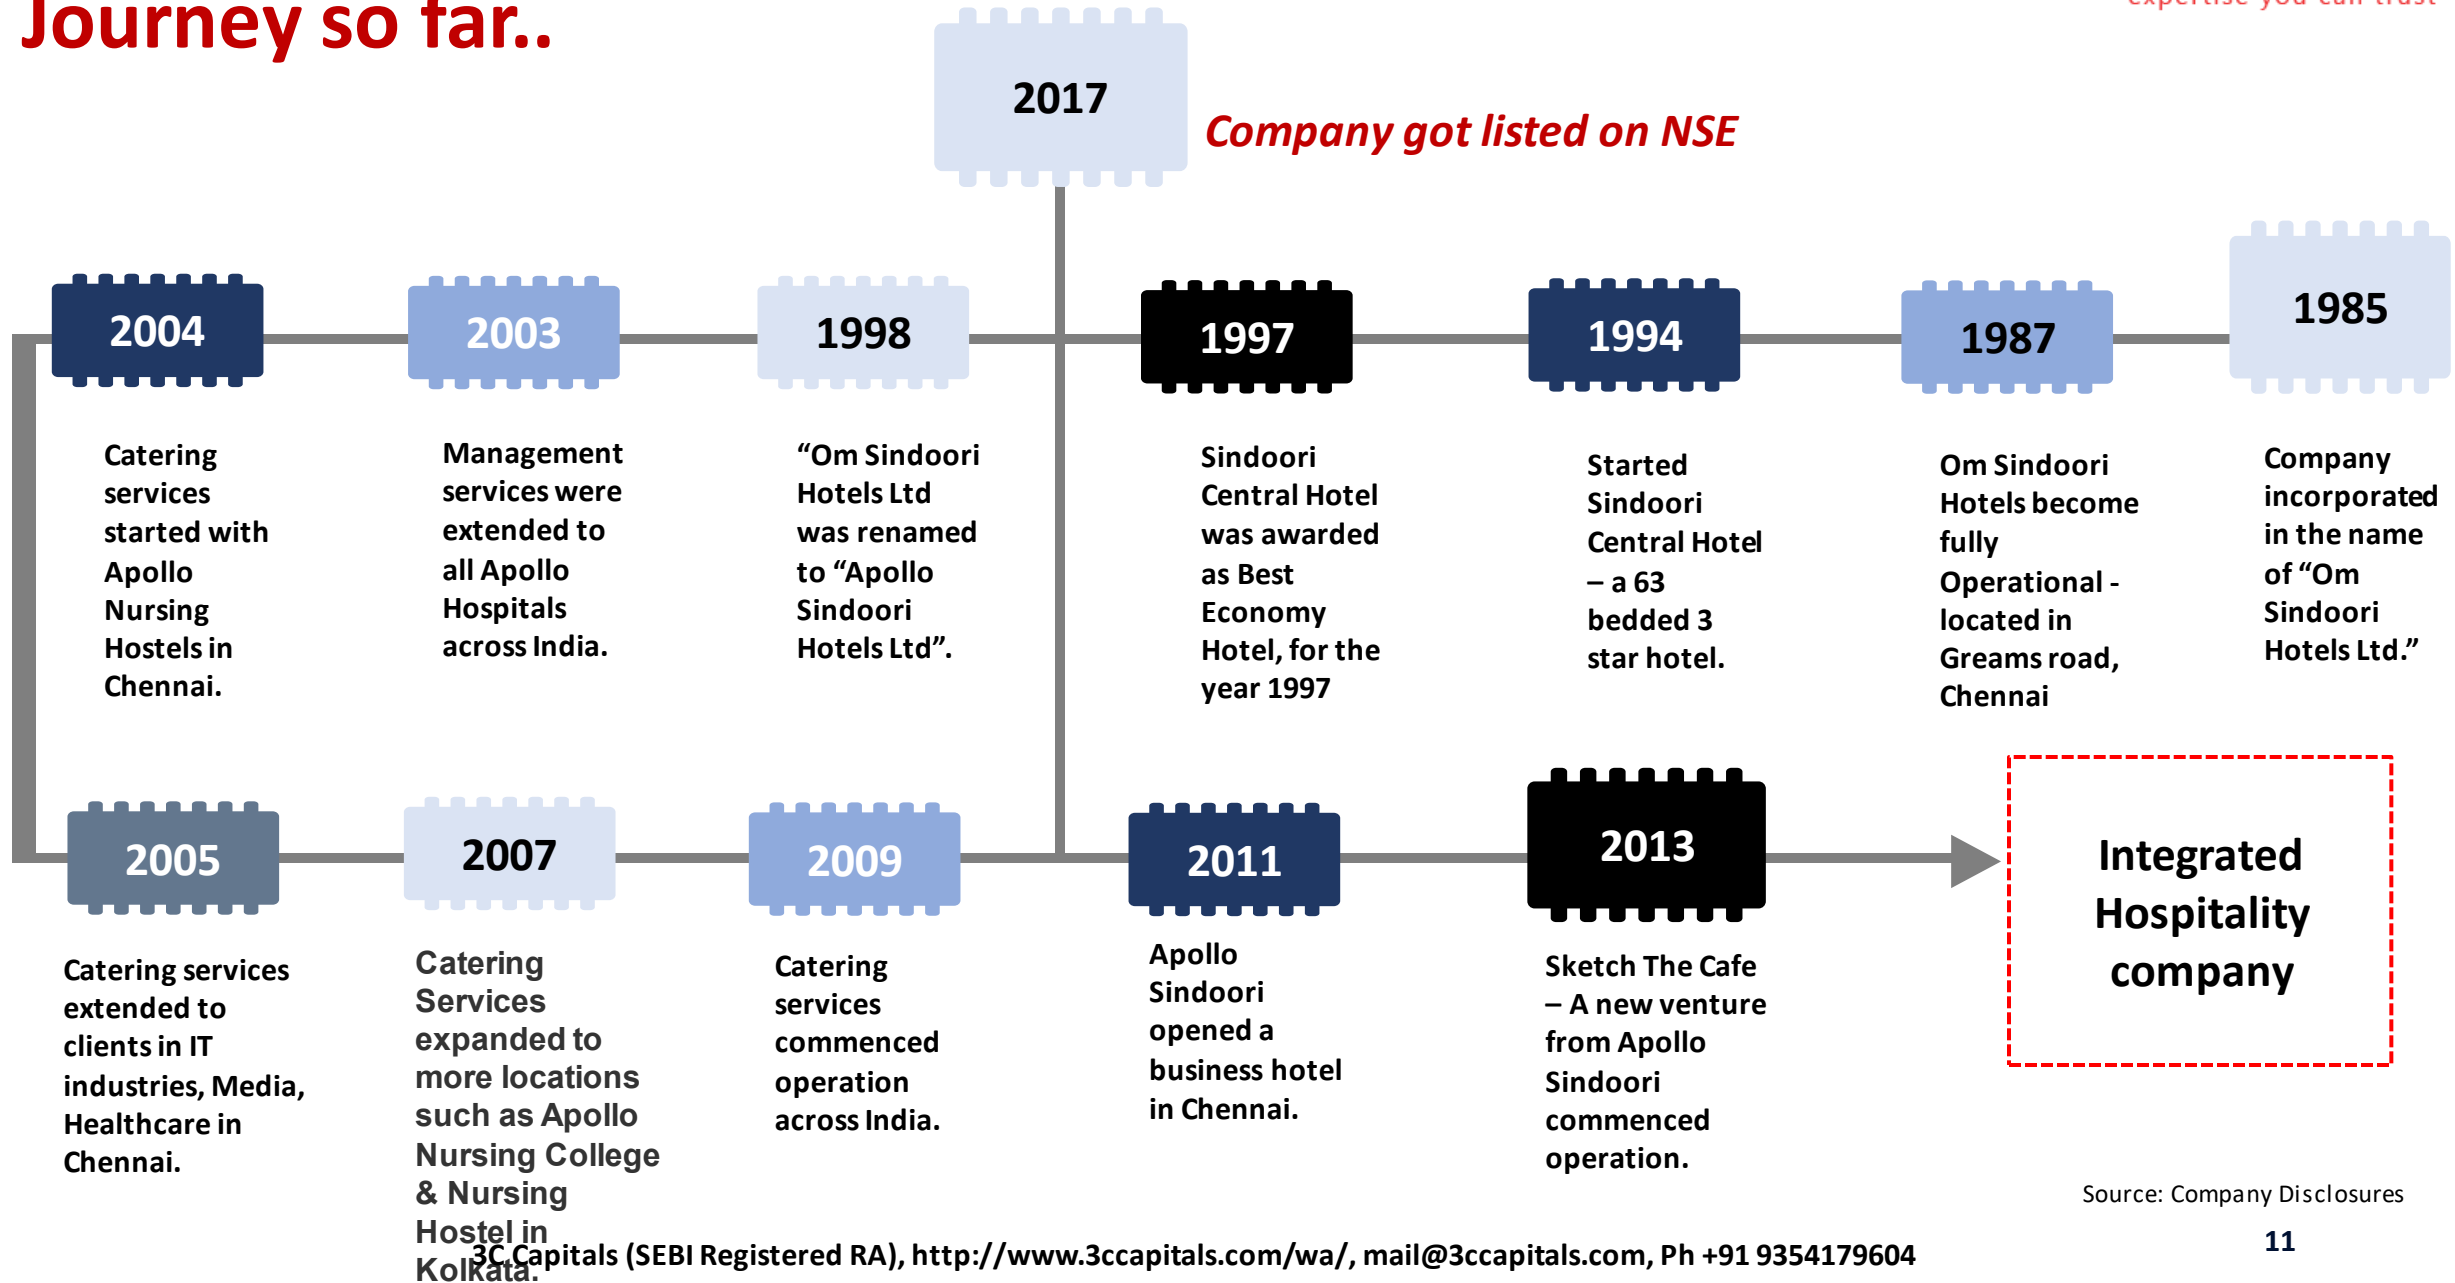 Journey so far..
expertise you can trust
2017
Company got listed on NSE
2004
2003
1998
1997
1994
1987
1985
Catering
services
started with
Apollo
Nursing
Hostels in
Chennai.
Management
services were
extended to
all Apollo
Hospitals
across India.
“Om Sindoori
Hotels Ltd
was renamed
to “Apollo
Sindoori
Hotels Ltd”.
Sindoori
Central Hotel
was awarded
as Best
Economy
Hotel, for the
year 1997
Started
Sindoori
Central Hotel
– a 63
bedded 3
star hotel.
Om Sindoori
Hotels become
fully
Operational -
located in
Greams road,
Chennai
Company
incorporated
in the name
of “Om
Sindoori
Hotels Ltd.”
2005
2007
2009
2011
2013
Integrated
Hospitality
company
Catering services
extended to
clients in IT
industries, Media,
Healthcare in
Chennai.
Catering
Services
expanded to
more locations
such as Apollo
Nursing College
& Nursing
Hostel in
Kolkata.
Catering
services
commenced
operation
across India.
Apollo
Sindoori
opened a
business hotel
in Chennai.
Sketch The Cafe
– A new venture
from Apollo
Sindoori
commenced
operation.
Source: Company Disclosures
3C Capitals (SEBI Registered RA), http://www.3ccapitals.com/wa/, mail@3ccapitals.com, Ph +91 9354179604
11